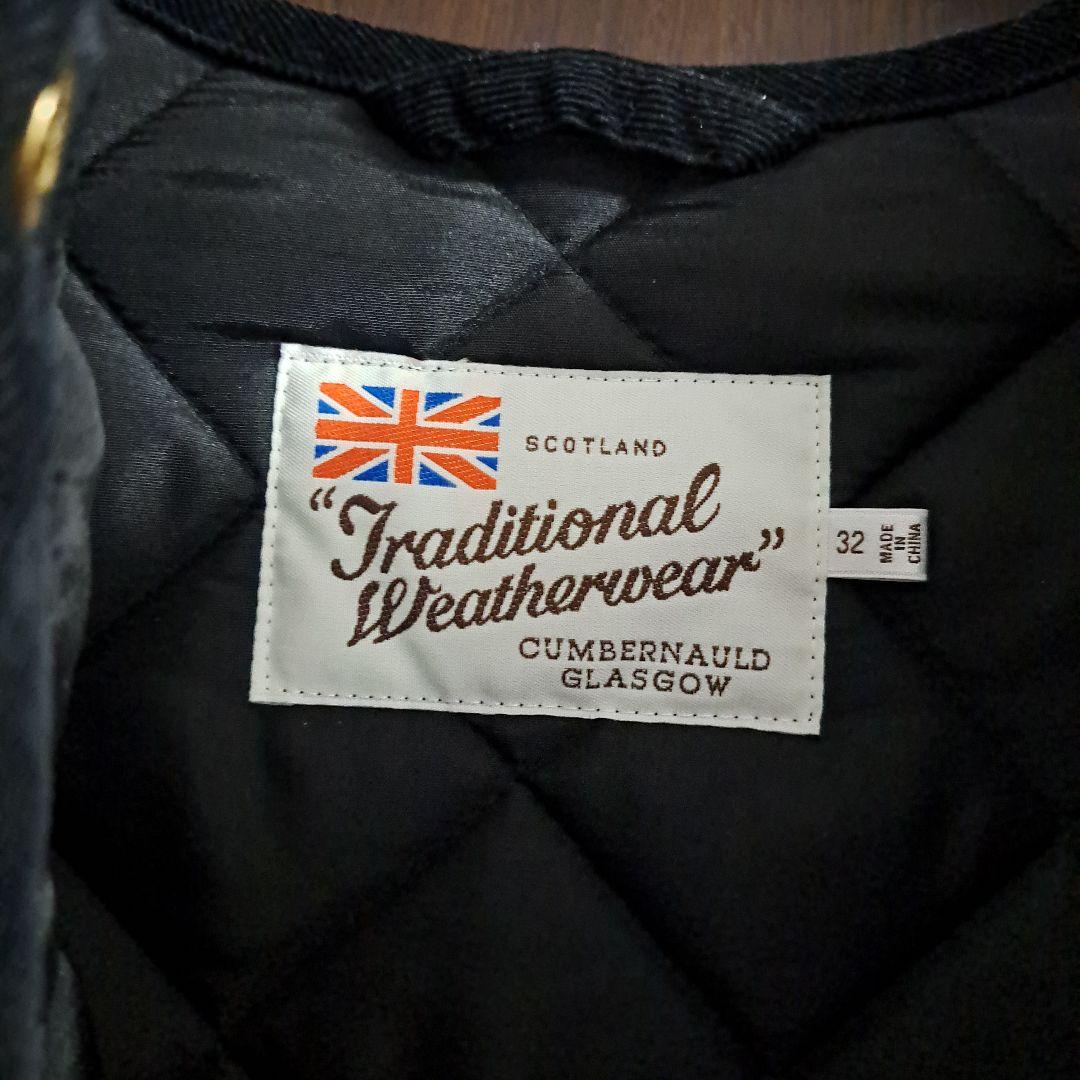 SCOTLAND
“Traditional
Weatherwear”
CUMBERNAULD
GLASGOW
32
MADE
IN
CHINA